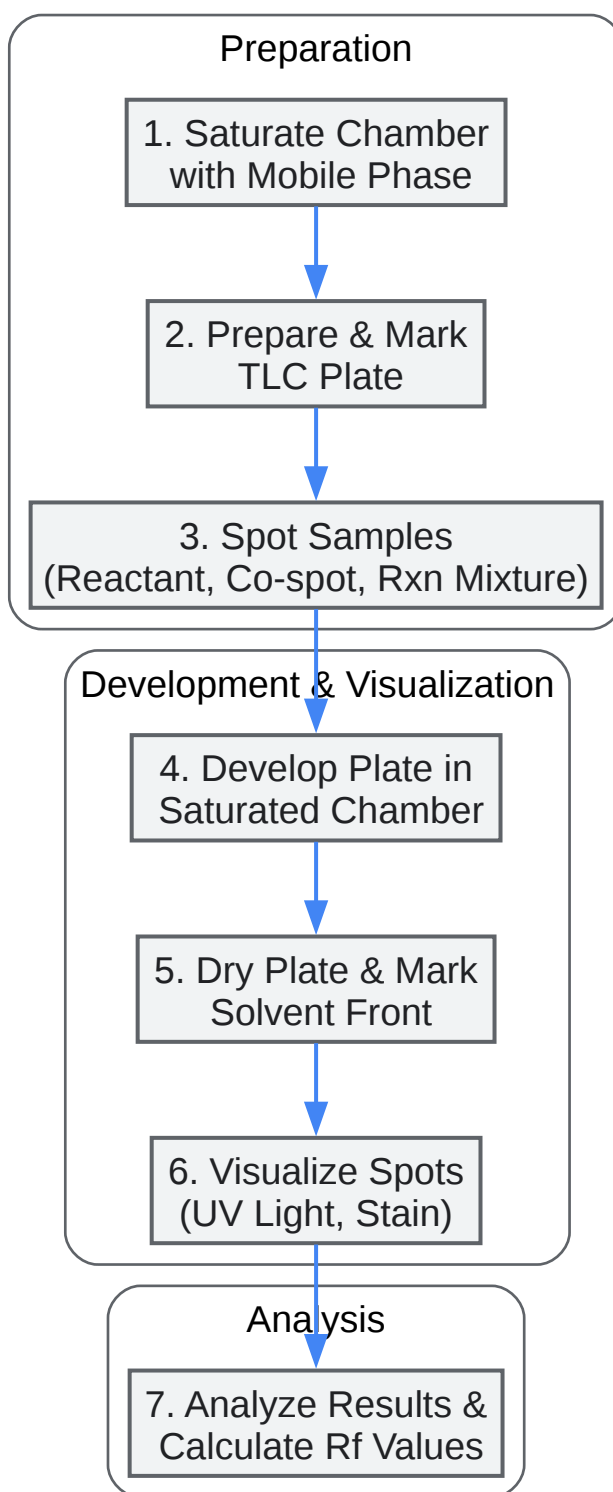 Preparation
1. Saturate Chamber
with Mobile Phase
2. Prepare & Mark
TLC Plate
3. Spot Samples
(Reactant, Co-spot, Rxn Mixture)
Development & Visualization
4. Develop Plate in
Saturated Chamber
5. Dry Plate & Mark
Solvent Front
6. Visualize Spots
(UV Light, Stain)
Analysis
7. Analyze Results &
Calculate Rf Values